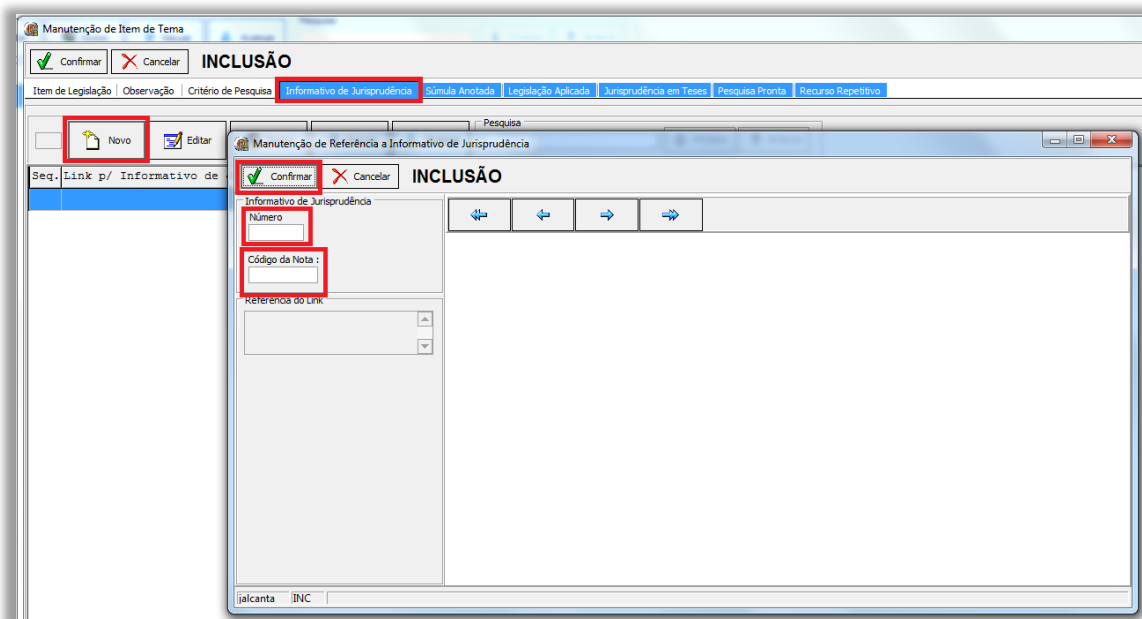 Manutenção de Item de Tema
Confirmar Cancelar INCLUSÃO
Item de Legislação Observação Critério de Pesquisa Informativo de Jurisprudência Súmula Anotada Legislação Aplicada Jurisprudência em Teses Pesquisa Pronta Recurso Repetitivo
Novo Editar Pesquisa
Seq. Link p/ Informativo de
Manutenção de Referência a Informativo de Jurisprudência
Confirmar Cancelar INCLUSÃO
Informativo de Jurisprudência
Número
Código da Nota :
Referência do Link
jalcanta INC